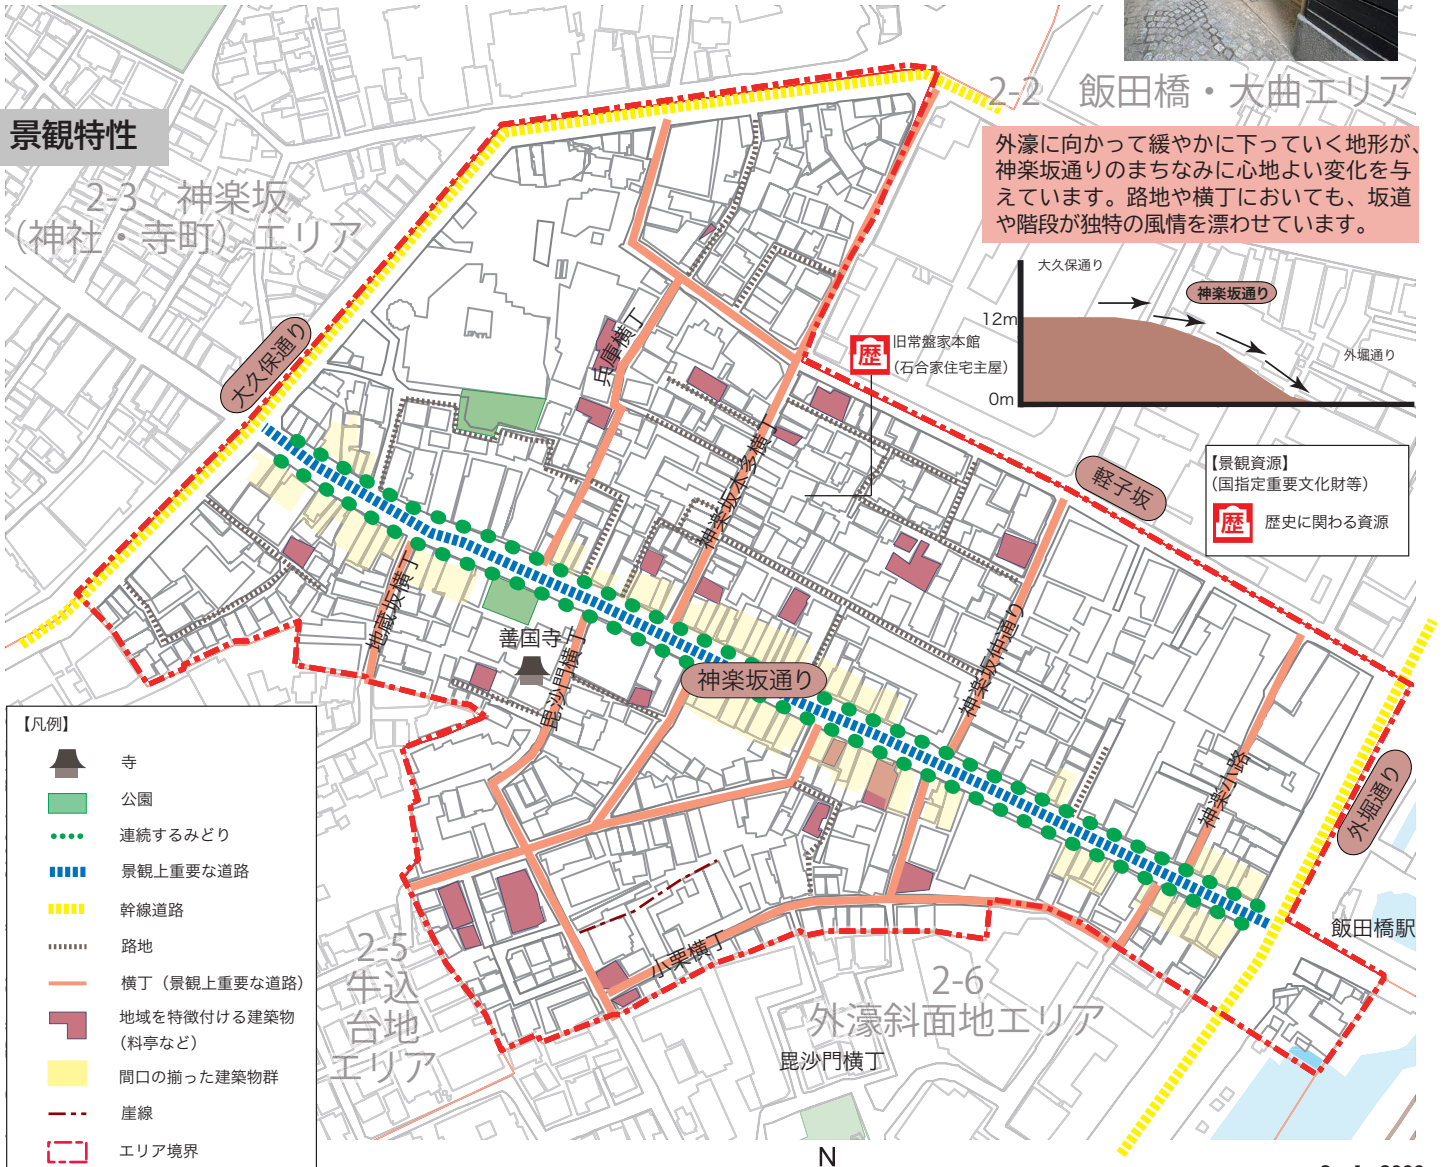 景観特性
2-2 飯田橋・大曲エリア
外濠に向かって緩やかに下っていく地形が、
神楽坂通りのまちなみに心地よい変化を与
えています。路地や横丁においても、坂道
や階段が独特の風情を漂わせています。
2-3 神楽坂
(神社・寺町)エリア
大久保通り
神楽坂通り
12m
外堀通り
0m
歴
旧常盤家本館
(石合家住宅主屋)
大久保通り
兵庫横丁
神楽坂本多横丁
軽子坂
【景観資源】
(国指定重要文化財等)
歴
歴史に関わる資源
地蔵坂横丁
善国寺
毘沙門横丁
神楽坂通り
神楽坂仲通り
神楽小路
外堀通り
飯田橋駅
小栗横丁
2-5
牛込
台地
エリア
2-6
外濠斜面地エリア
毘沙門横丁
【凡例】
寺
公園
連続するみどり
景観上重要な道路
幹線道路
路地
横丁(景観上重要な道路)
地域を特徴付ける建築物
(料亭など)
間口の揃った建築物群
崖線
エリア境界
N